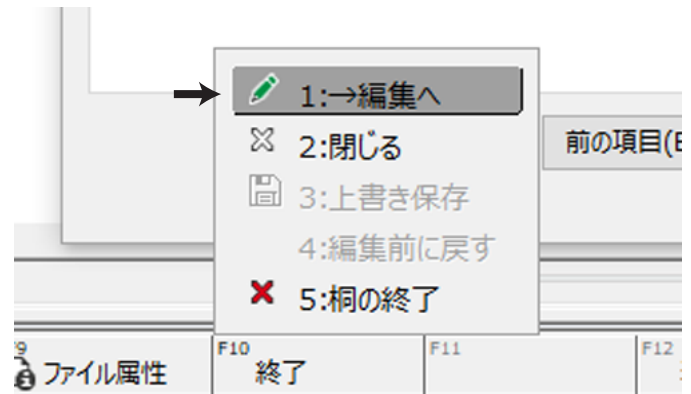 1:→編集へ
2:閉じる
前の項目(
3:上書き保存
4:編集前に戻す
5:桐の終了
F10
F11
F12
ファイル属性
終了